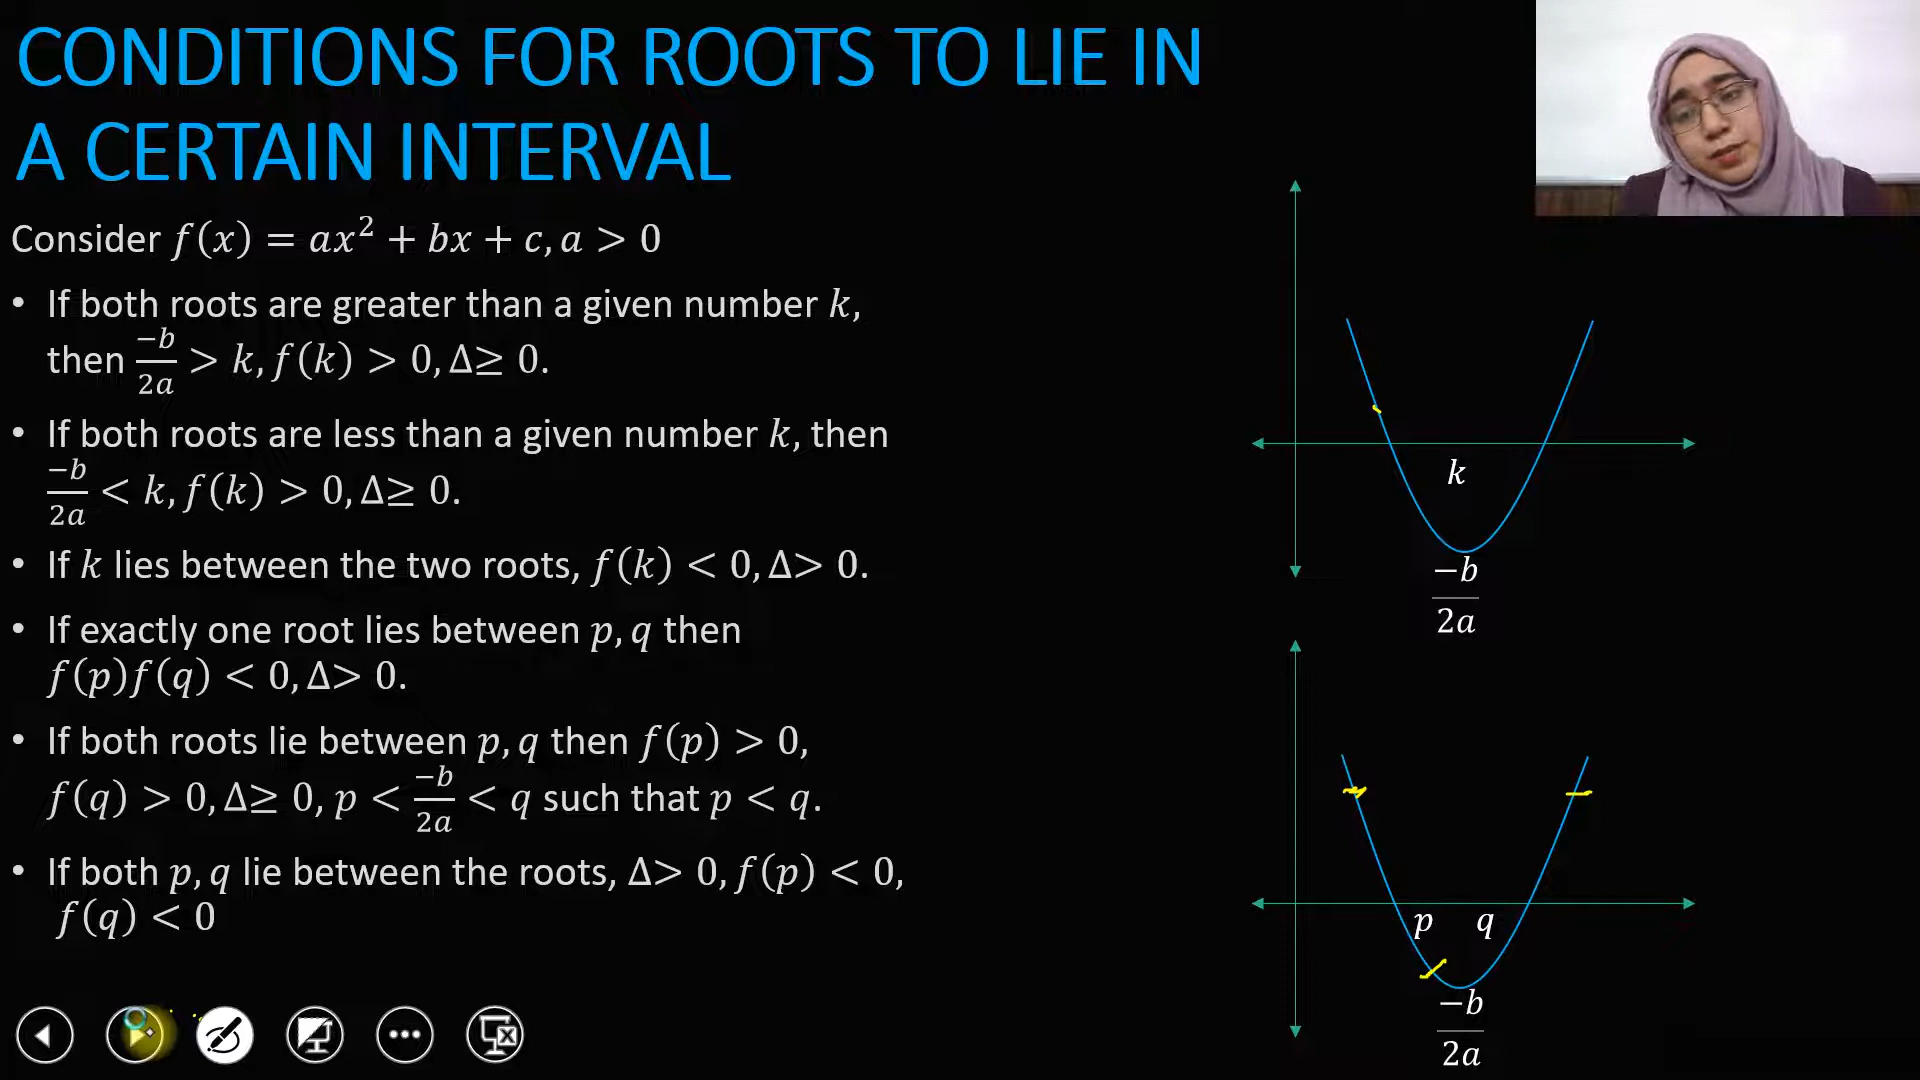 CONDITIONS FOR ROOTS TO LIE IN
A CERTAIN INTERVAL
Consider f(x) = ax² + bx + c, a > 0
• If both roots are greater than a given number k,
then −b/2a > k, f(k) > 0, Δ≥ 0.
• If both roots are less than a given number k, then
−b/2a < k, f(k) > 0, Δ≥ 0.
• If k lies between the two roots, f(k) < 0, Δ> 0.
• If exactly one root lies between p, q then
f(p)f(q) < 0, Δ> 0.
• If both roots lie between p, q then f(p) > 0,
f(q) > 0, Δ≥ 0, p < −b/2a < q such that p < q.
• If both p, q lie between the roots, Δ> 0, f(p) < 0,
f(q) < 0
k
−b/2a
p q
−b/2a